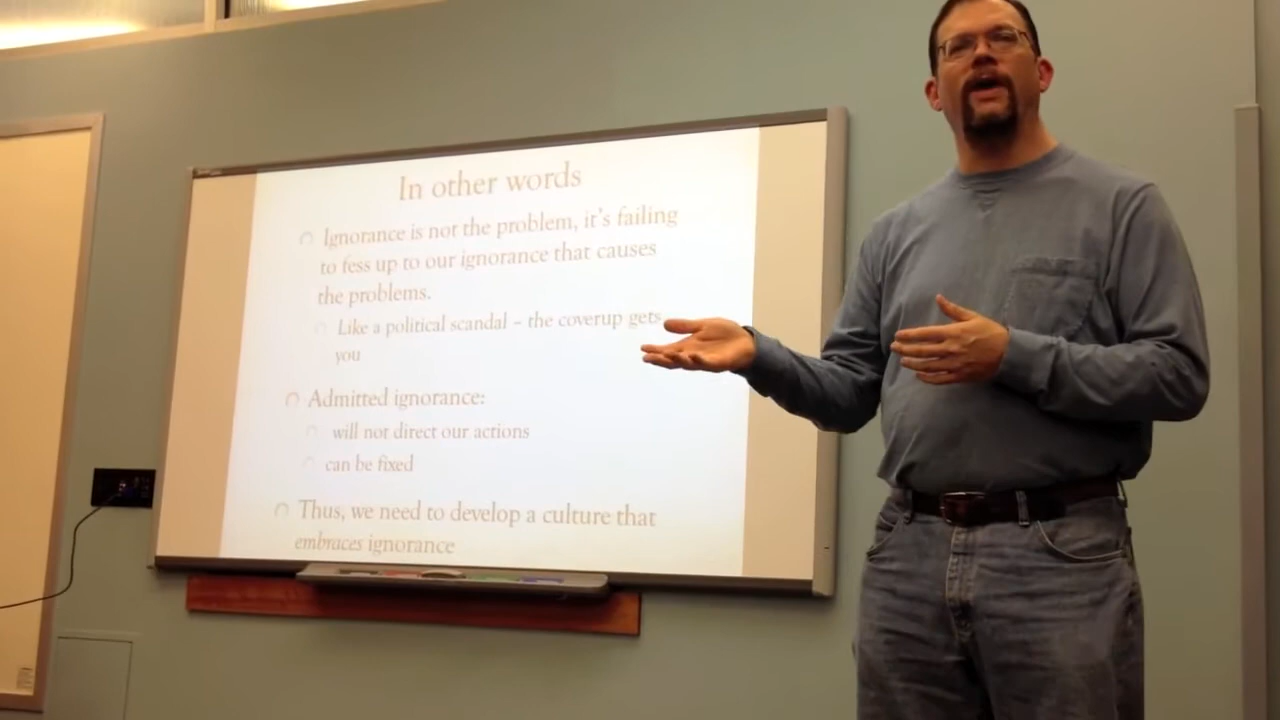 In other words
Ignorance is not the problem, it's failing
to fess up to our ignorance that causes
the problems.
Like a political scandal – the coverup gets
you
Admitted ignorance:
will not direct our actions
can be fixed
Thus, we need to develop a culture that
embraces ignorance